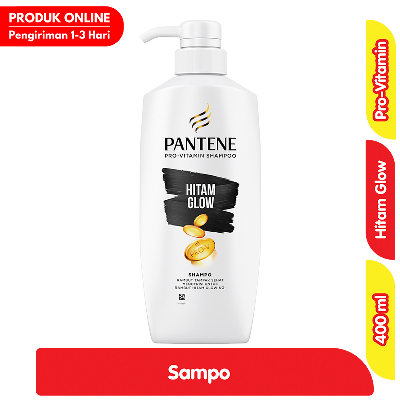 PRODUK ONLINE
Pengiriman 1-3 Hari
PANTENE
PRO-VITAMIN SHAMPOO
HITAM
GLOW
PRO-V
SHAMPO
Pro-Vitamin
Hitam Glow
400 ml
Sampo